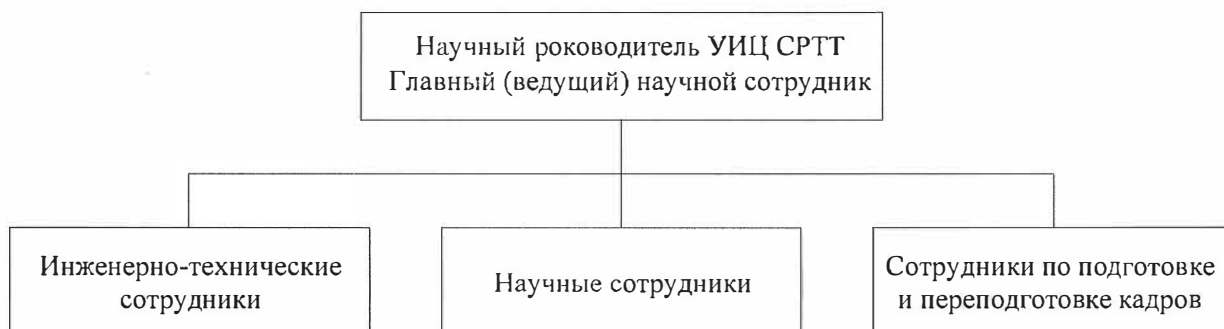 Научный роководитель УИЦ СРТТ
Главный (ведущий) научной сотрудник
Инженерно-технические
сотрудники
Научные сотрудники
Сотрудники по подготовке
и переподготовке кадров